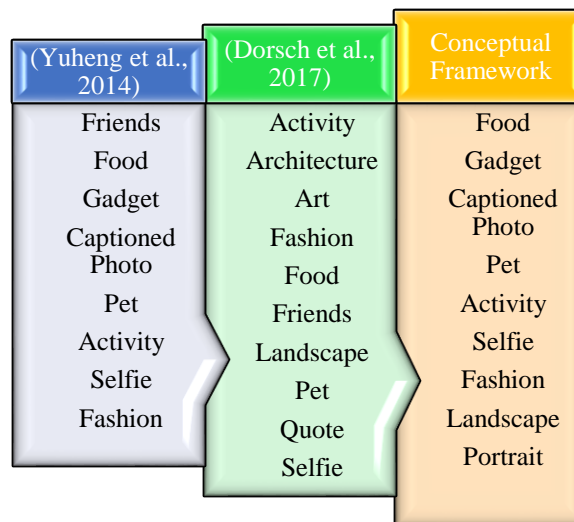 (Yuheng et al.,
2014)
Friends
Food
Gadget
Captioned
Photo
Pet
Activity
Selfie
Fashion
(Dorsch et al.,
2017)
Activity
Architecture
Art
Fashion
Food
Friends
Landscape
Pet
Quote
Selfie
Conceptual
Framework
Food
Gadget
Captioned
Photo
Pet
Activity
Selfie
Fashion
Landscape
Portrait